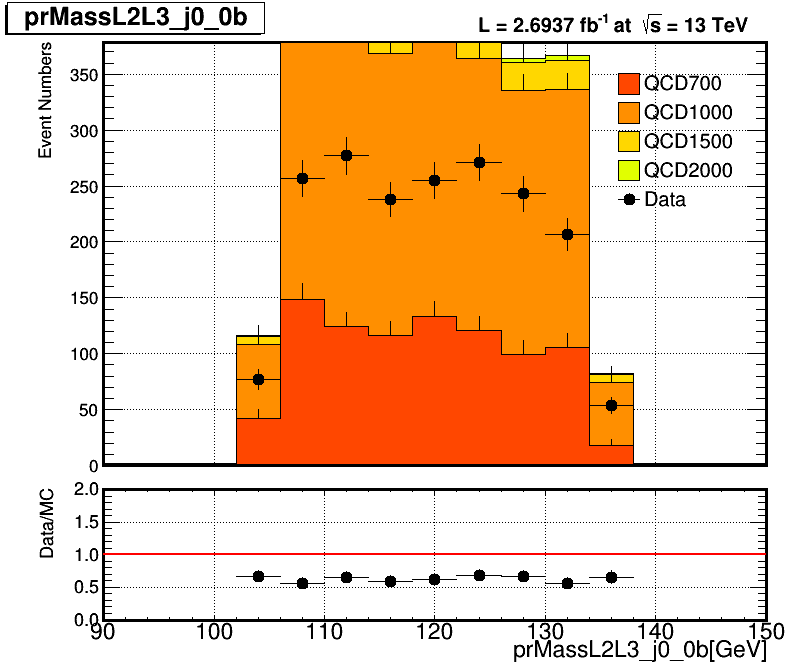 prMassL2L3_j0_0b
L = 2.6937 fb-1 at √s = 13 TeV
Event Numbers
350
300
250
200
150
100
50
0
QCD700
QCD1000
QCD1500
QCD2000
Data
Data/MC
2.0
1.5
1.0
0.5
0.0
90 100 110 120 130 140 150
prMassL2L3_j0_0b[GeV]